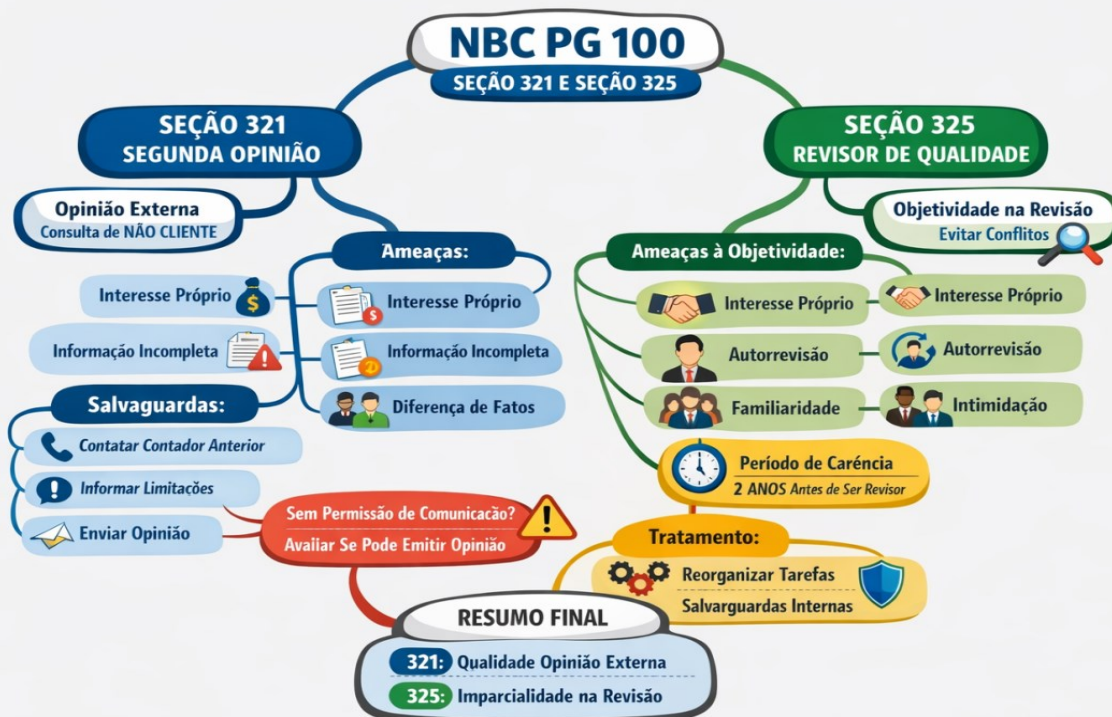 NBC PG 100
SEÇÃO 321 E SEÇÃO 325
SEÇÃO 321
SEGUNDA OPINIÃO
Opinião Externa
Consulta de NÃO CLIENTE
Ameaças:
Interesse Próprio
Informação Incompleta
Interesse Próprio
Informação Incompleta
Diferença de Fatos
Salvaguardas:
Contatar Contador Anterior
Informar Limitações
Enviar Opinião
Sem Permissão de Comunicacão?
Avaliar Se Pode Emitir Opinião
SEÇÃO 325
REVISOR DE QUALIDADE
Objetividade na Revisão
Evitar Conflitos
Ameaças à Objetividade:
Interesse Próprio
Autorrevisão
Familiaridade
Interesse Próprio
Autorrevisão
Intimidação
Período de Caréncia
2 ANOS Antes de Ser Revisor
Tratamento:
Reorganizar Tarefas
Salvarguardas Internas
RESUMO FINAL
321: Qualidade Opinião Externa
325: Imparcialidade na Revisão